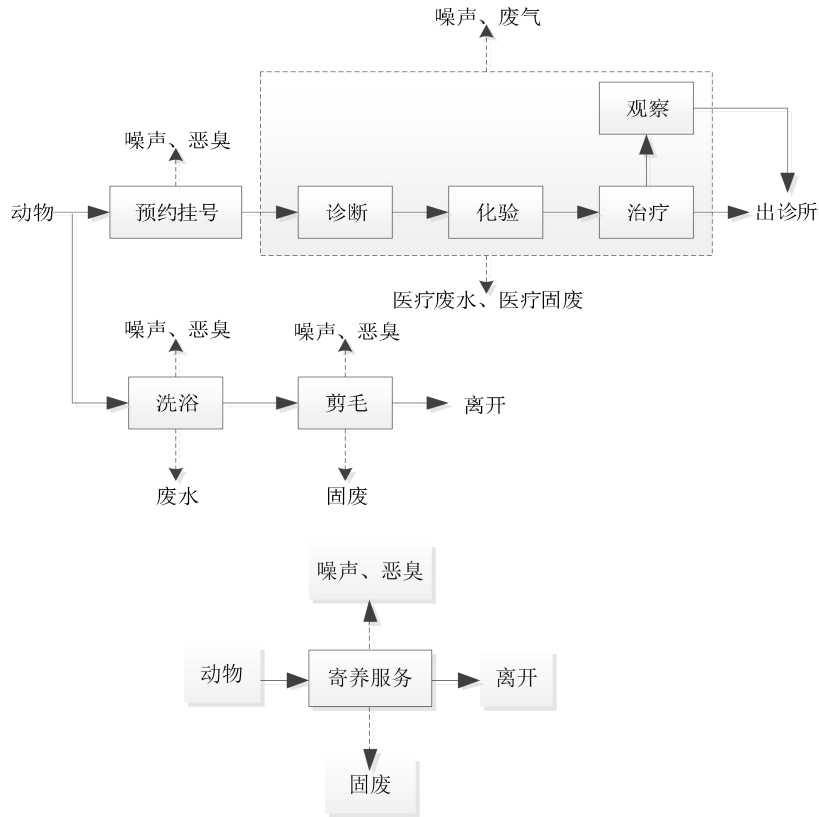 噪声、废气
观察
噪声、恶臭
动物
预约挂号
诊断
化验
治疗
出诊所
医疗废水、医疗固废
噪声、恶臭
噪声、恶臭
洗浴
剪毛
离开
废水
固废
噪声、恶臭
动物
寄养服务
离开
固废